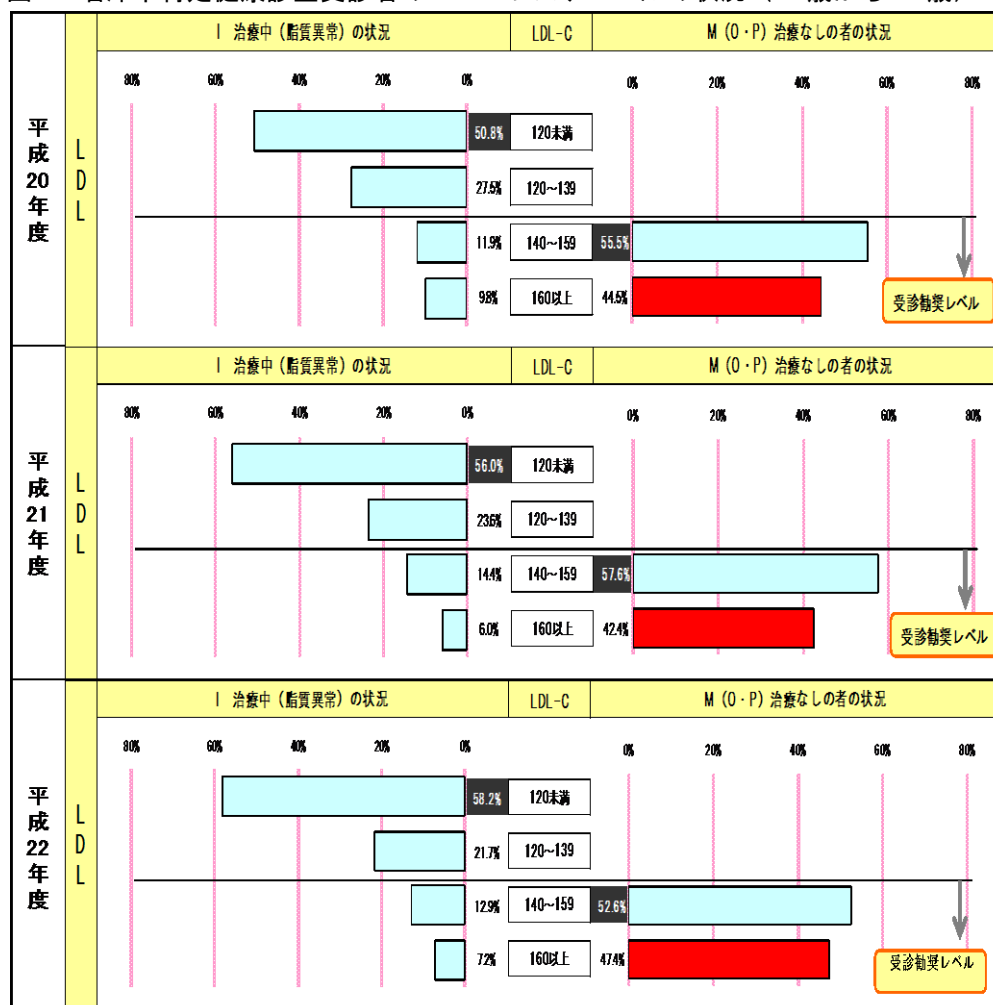 平成20年度
LDL
I 治療中（脂質異常）の状況 LDL-C M（O・P）治療なしの者の状況
80% 60% 40% 20% 0% 0% 20% 40% 60% 80%
50.8% 120未満
27.5% 120～139
11.9% 140～159 55.5%
9.8% 160以上 44.5%
受診勧奨レベル
平成21年度
LDL
I 治療中（脂質異常）の状況 LDL-C M（O・P）治療なしの者の状況
80% 60% 40% 20% 0% 0% 20% 40% 60% 80%
56.0% 120未満
23.6% 120～139
14.4% 140～159 57.6%
6.0% 160以上 42.4%
受診勧奨レベル
平成22年度
LDL
I 治療中（脂質異常）の状況 LDL-C M（O・P）治療なしの者の状況
80% 60% 40% 20% 0% 0% 20% 40% 60% 80%
58.2% 120未満
21.7% 120～139
12.9% 140～159 52.6%
7.2% 160以上 47.4%
受診勧奨レベル